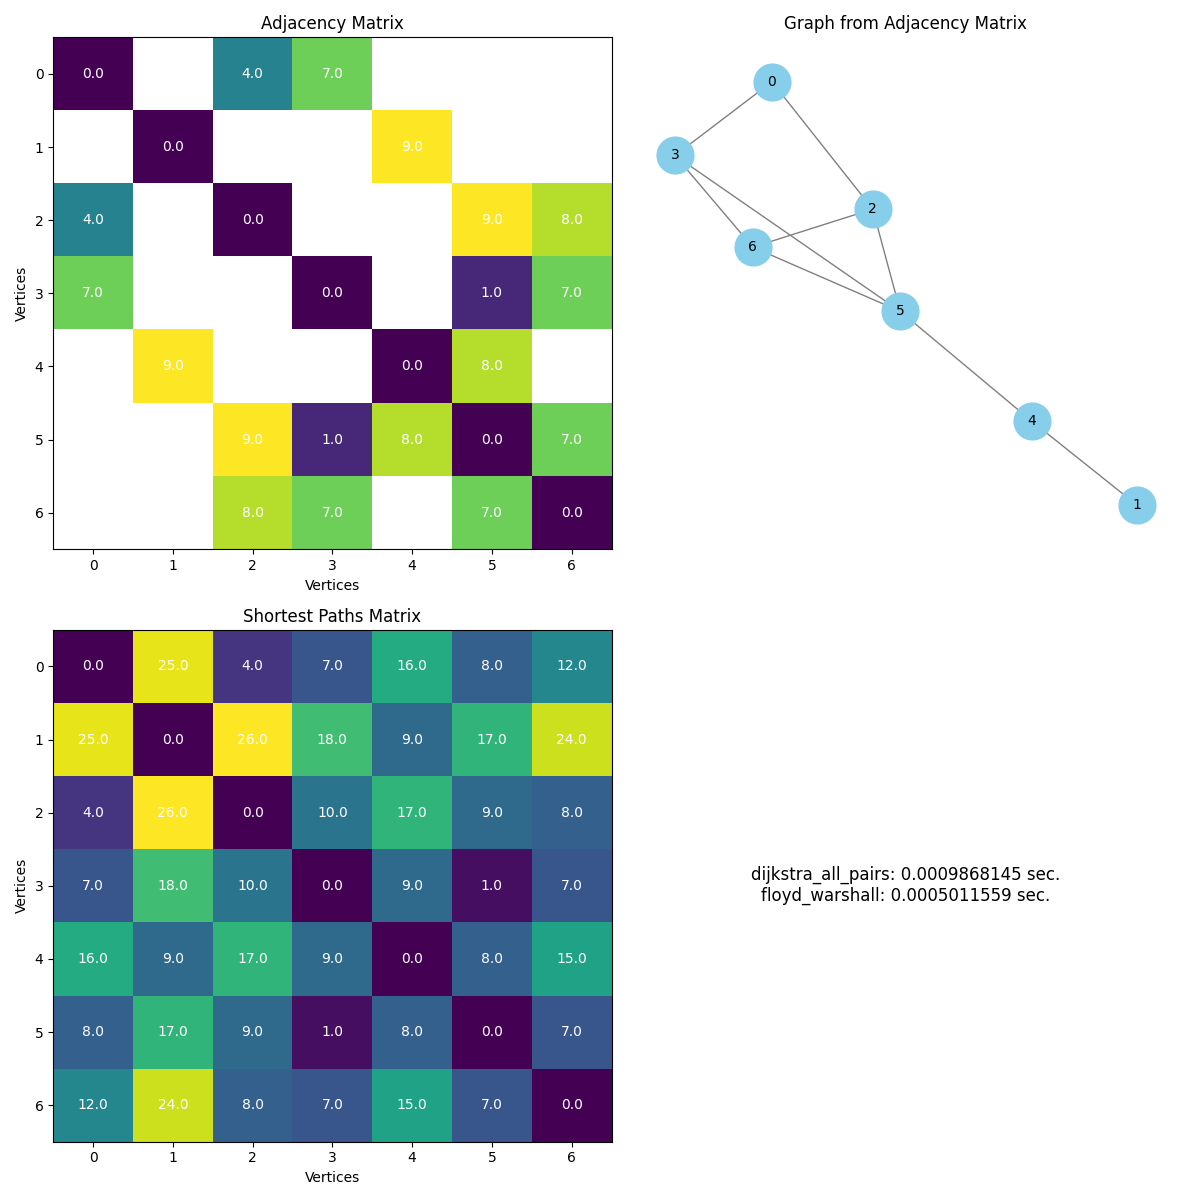 Adjacency Matrix
0 0.0 4.0 7.0
1 0.0 9.0
2 4.0 0.0 9.0 8.0
3 7.0 0.0 1.0 7.0
4 9.0 0.0 8.0
5 9.0 1.0 8.0 0.0 7.0
6 8.0 7.0 7.0 0.0
0 1 2 3 4 5 6
Vertices
Vertices
Graph from Adjacency Matrix
0
3
2
6
5
4
1
Shortest Paths Matrix
0 0.0 25.0 4.0 7.0 16.0 8.0 12.0
1 25.0 0.0 26.0 18.0 9.0 17.0 24.0
2 4.0 26.0 0.0 10.0 17.0 9.0 8.0
3 7.0 18.0 10.0 0.0 9.0 1.0 7.0
4 16.0 9.0 17.0 9.0 0.0 8.0 15.0
5 8.0 17.0 9.0 1.0 8.0 0.0 7.0
6 12.0 24.0 8.0 7.0 15.0 7.0 0.0
0 1 2 3 4 5 6
Vertices
Vertices
dijkstra_all_pairs: 0.0009868145 sec.
floyd_warshall: 0.0005011559 sec.